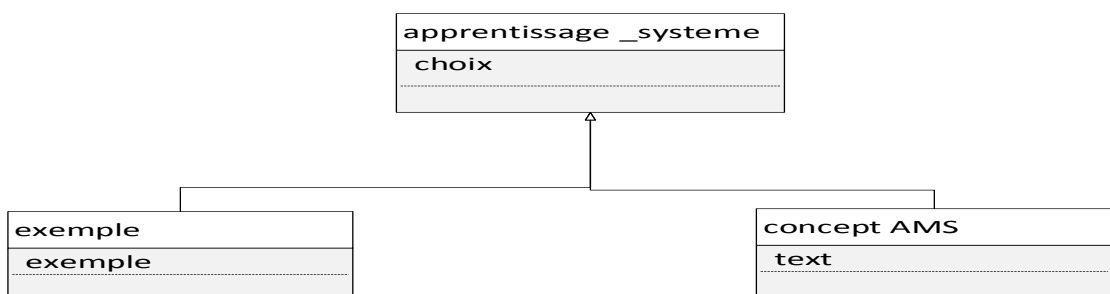 apprentissage _systeme
choix
exemple
exemple
concept AMS
text